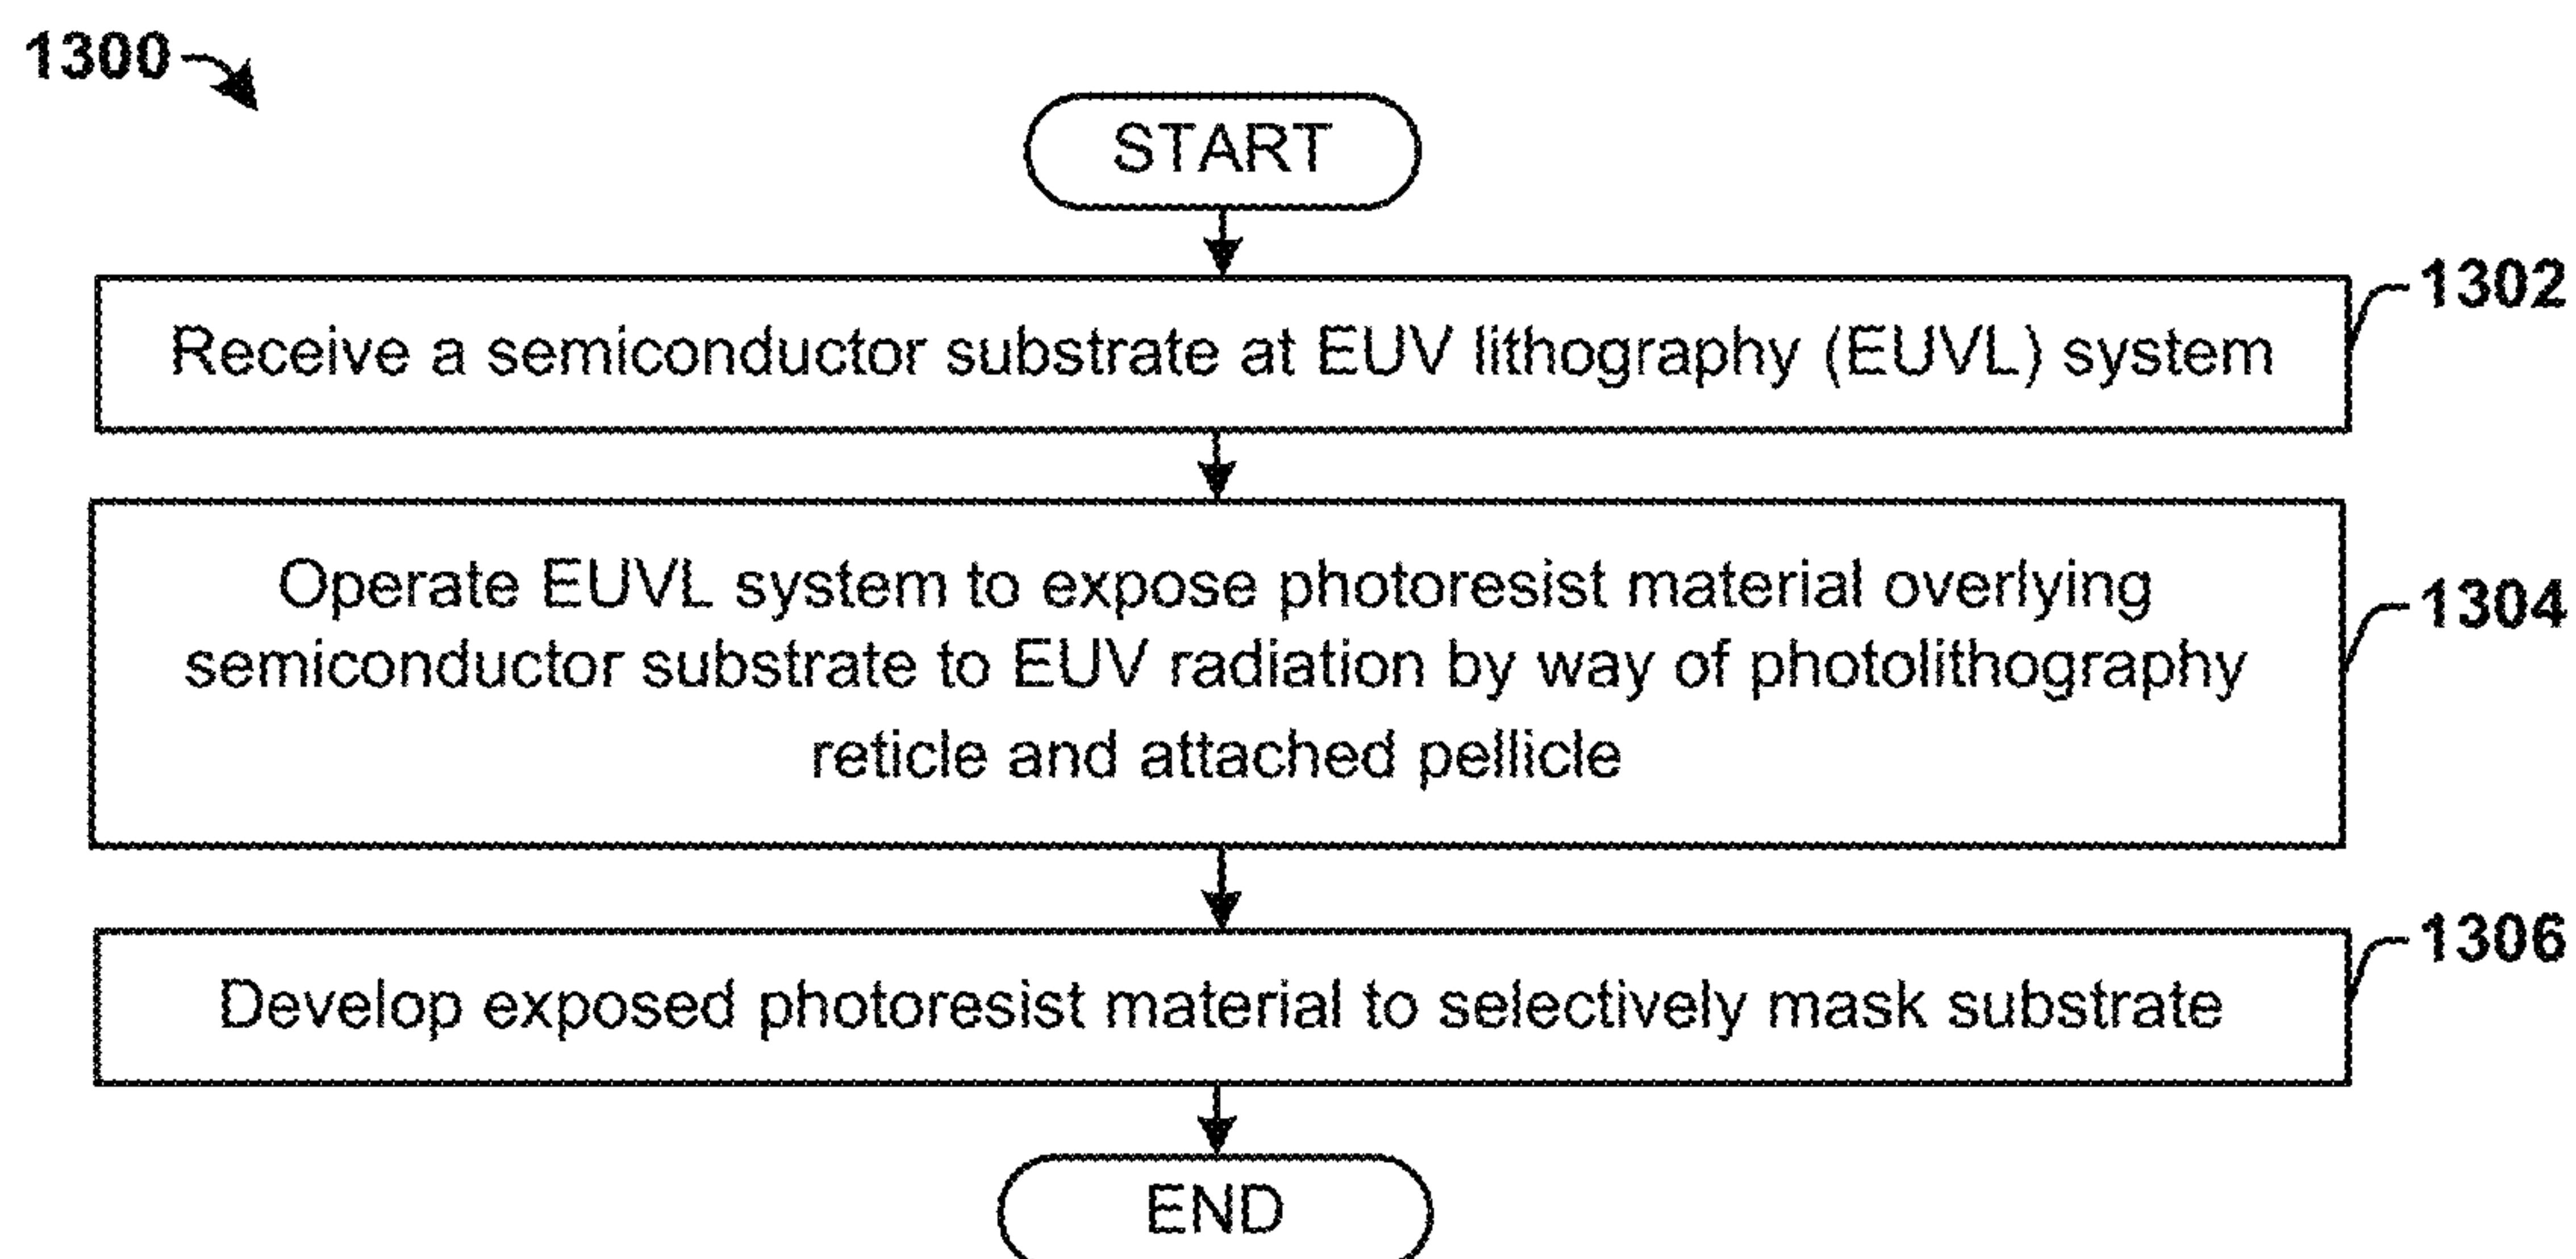 1300
START
Receive a semiconductor substrate at EUV lithography (EUVL) system
1302
Operate EUVL system to expose photoresist material overlying
semiconductor substrate to EUV radiation by way of photolithography
reticle and attached pellicle
1304
Develop exposed photoresist material to selectively mask substrate
1306
END